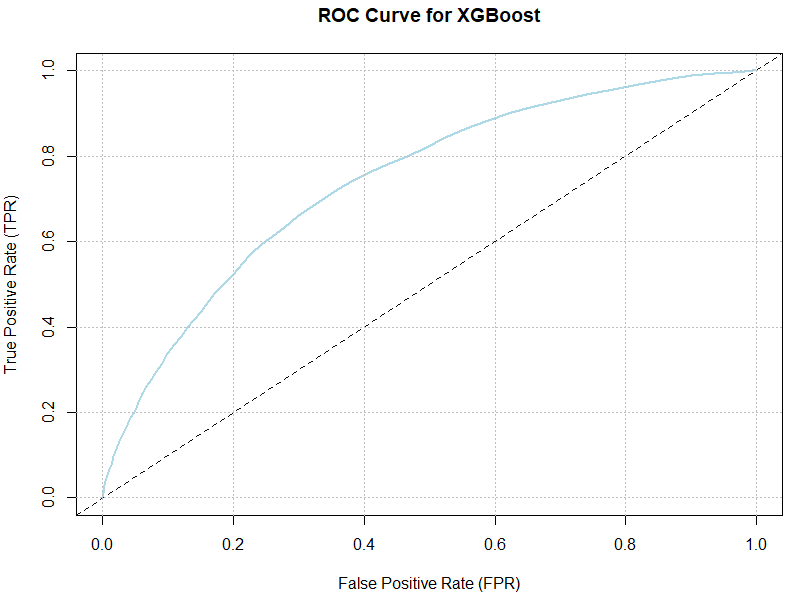 ROC Curve for XGBoost
True Positive Rate (TPR)
1.0
0.8
0.6
0.4
0.2
0.0
0.0 0.2 0.4 0.6 0.8 1.0
False Positive Rate (FPR)